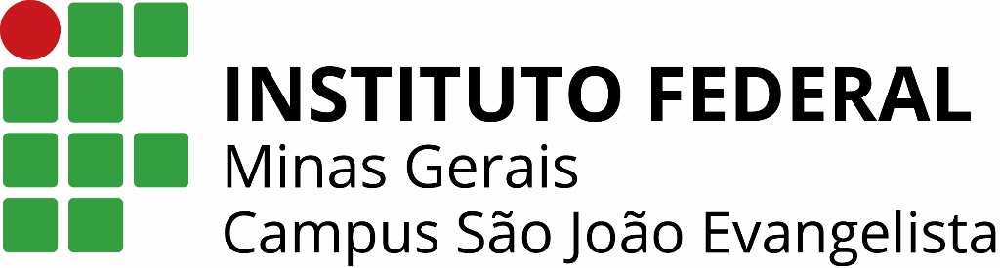 INSTITUTO FEDERAL
Minas Gerais
Campus São João Evangelista